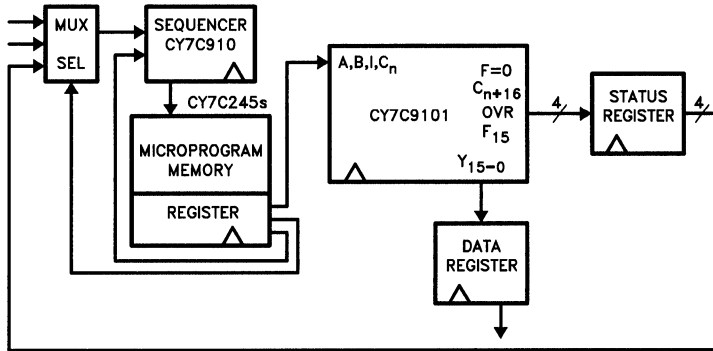 MUX
SEL
SEQUENCER
CY7C910
CY7C245s
MICROPROGRAM
MEMORY
REGISTER
A,B,I,Cn
CY7C9101
F=0
Cn+16
OVR
F15
Y15-0
4
STATUS
REGISTER
4
DATA
REGISTER